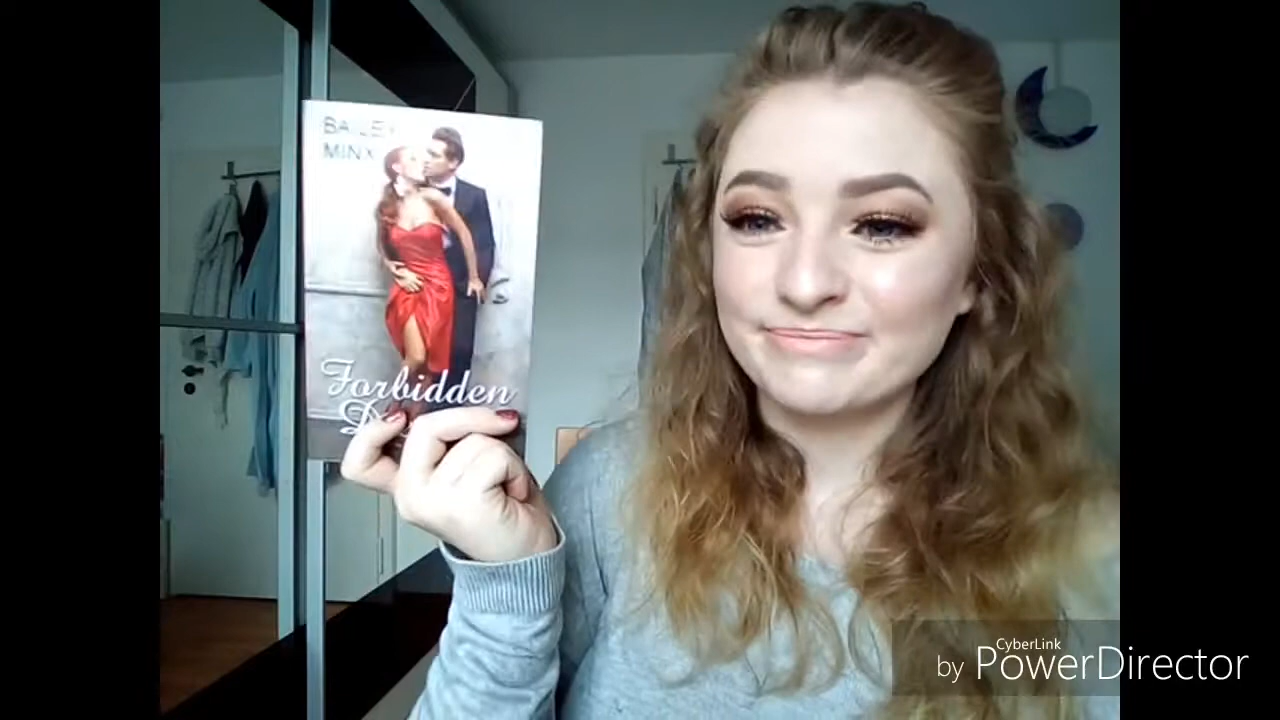 BAILEY
MINX
Forbidden
CyberLink
by PowerDirector